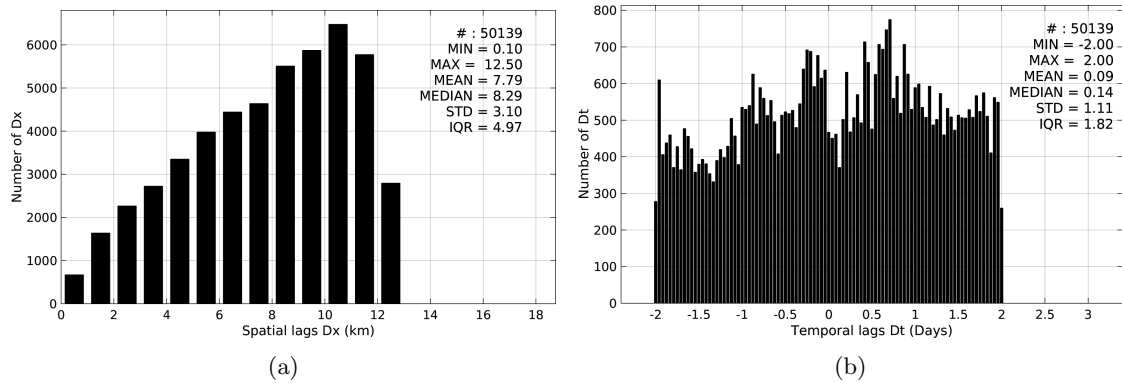 # : 50139
MIN = 0.10
MAX = 12.50
MEAN = 7.79
MEDIAN = 8.29
STD = 3.10
IQR = 4.97
Number of Dx
6000
5000
4000
3000
2000
1000
0
0 2 4 6 8 10 12 14 16 18
Spatial lags Dx (km)
(a)
# : 50139
MIN = -2.00
MAX = 2.00
MEAN = 0.09
MEDIAN = 0.14
STD = 1.11
IQR = 1.82
Number of Dt
800
700
600
500
400
300
200
100
0
-2 -1.5 -1 -0.5 0 0.5 1 1.5 2 2.5 3
Temporal lags Dt (Days)
(b)